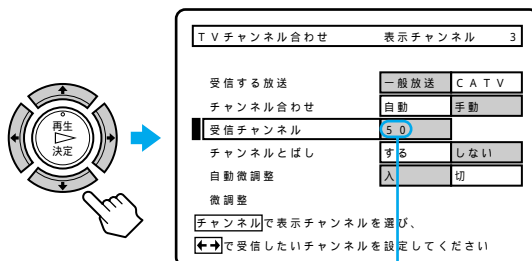 TVチャンネル合わせ 表示チャンネル 3
受信する放送 一般放送 CATV
チャンネル合わせ 自動 手動
受信チャンネル 50
チャンネルとばし する しない
自動微調整 入 切
微調整
チャンネルで表示チャンネルを選び、
←→で受信したいチャンネルを設定してください
再生
決定